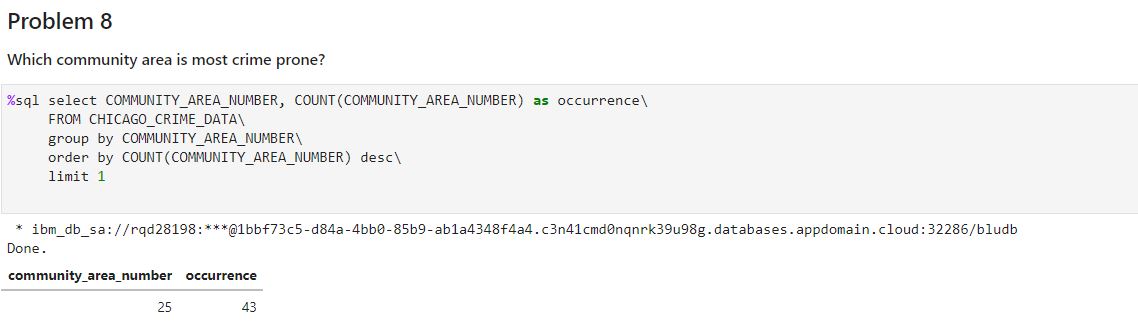 Problem 8
Which community area is most crime prone?
%sql select COMMUNITY_AREA_NUMBER, COUNT(COMMUNITY_AREA_NUMBER) as occurrence\
FROM CHICAGO_CRIME_DATA\
group by COMMUNITY_AREA_NUMBER\
order by COUNT(COMMUNITY_AREA_NUMBER) desc\
limit 1
* ibm_db_sa://rqd28198:***@1bbf73c5-d84a-4bb0-85b9-ab1a4348f4a4.c3n41cmd0nqnrk39u98g.databases.appdomain.cloud:32286/bludb
Done.
community_area_number occurrence
25 43